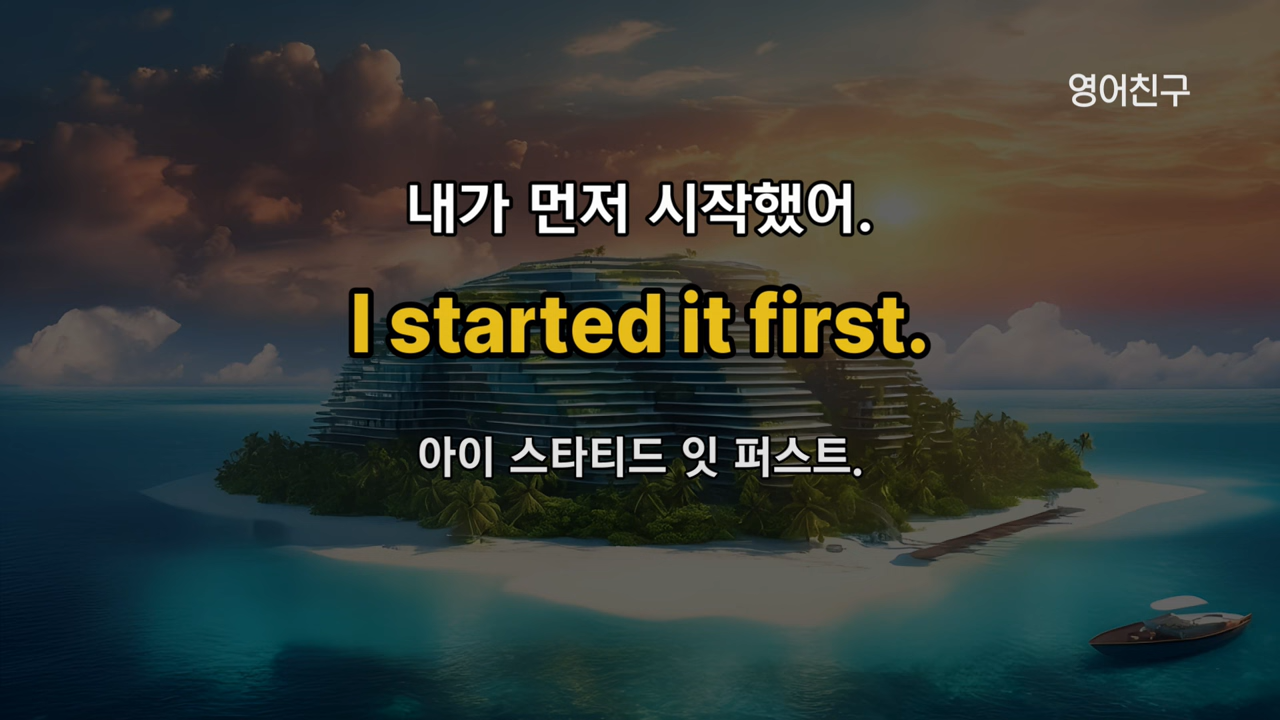 영어친구
내가 먼저 시작했어.
I started it first.
아이 스타티드 잇 퍼스트.